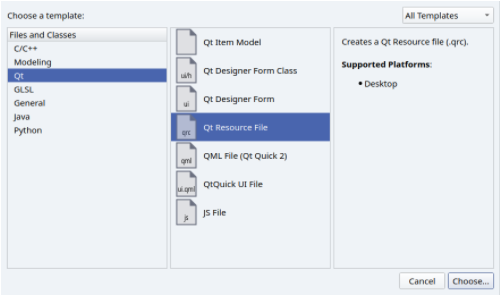 Choose a template:
All Templates
Files and Classes
C/C++
Modeling
Qt
GLSL
General
Java
Python
Qt Item Model
ui/h
Qt Designer Form Class
ui
Qt Designer Form
qrc
Qt Resource File
qml
QML File (Qt Quick 2)
ui.qml
QtQuick UI File
js
JS File
Creates a Qt Resource file (.qrc).
Supported Platforms:
• Desktop
Cancel
Choose...